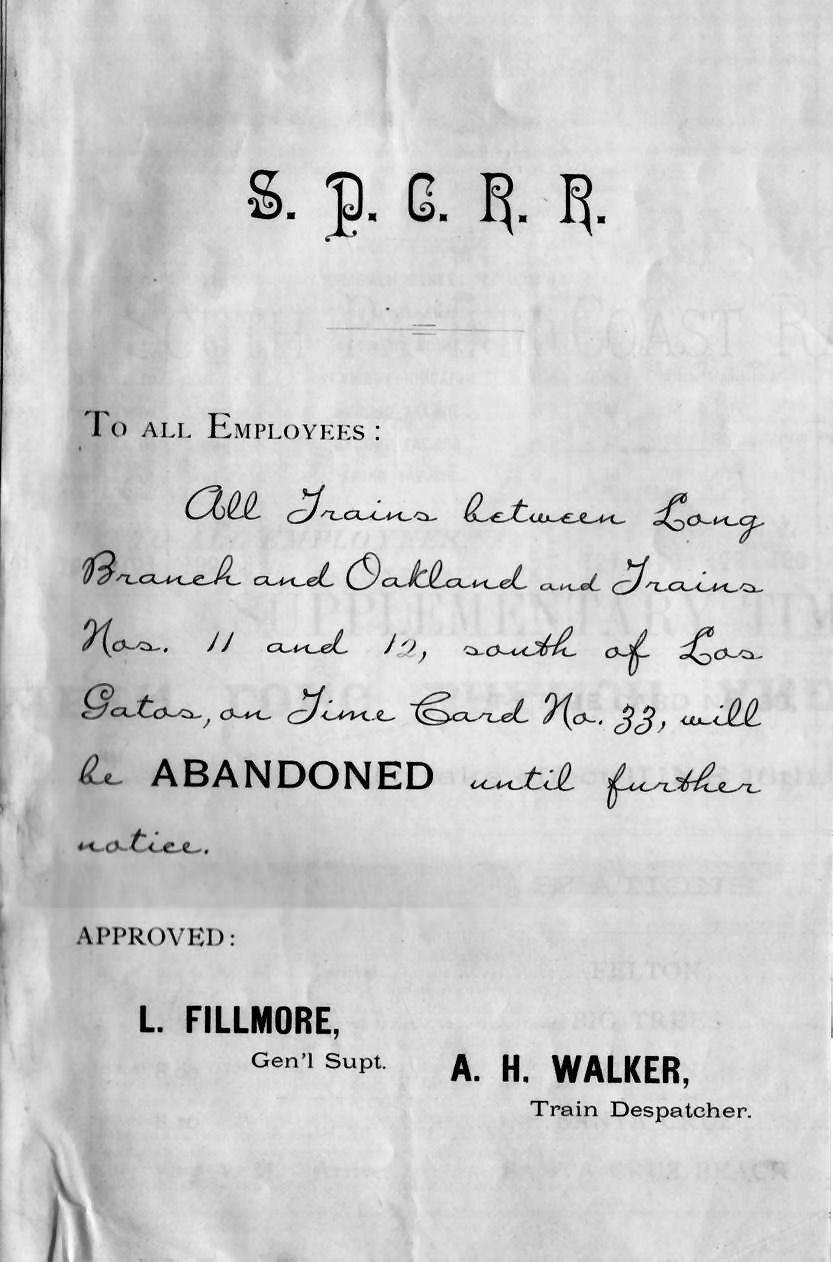 S. P. C. R. R.
To all Employees:
All Trains between Long
Branch and Oakland and Trains
Nos. 11 and 12, south of Los
Gatos, on Time Card No. 33, will
be ABANDONED until further
notice.
APPROVED:
L. FILLMORE,
Gen'l Supt.
A. H. WALKER,
Train Despatcher.